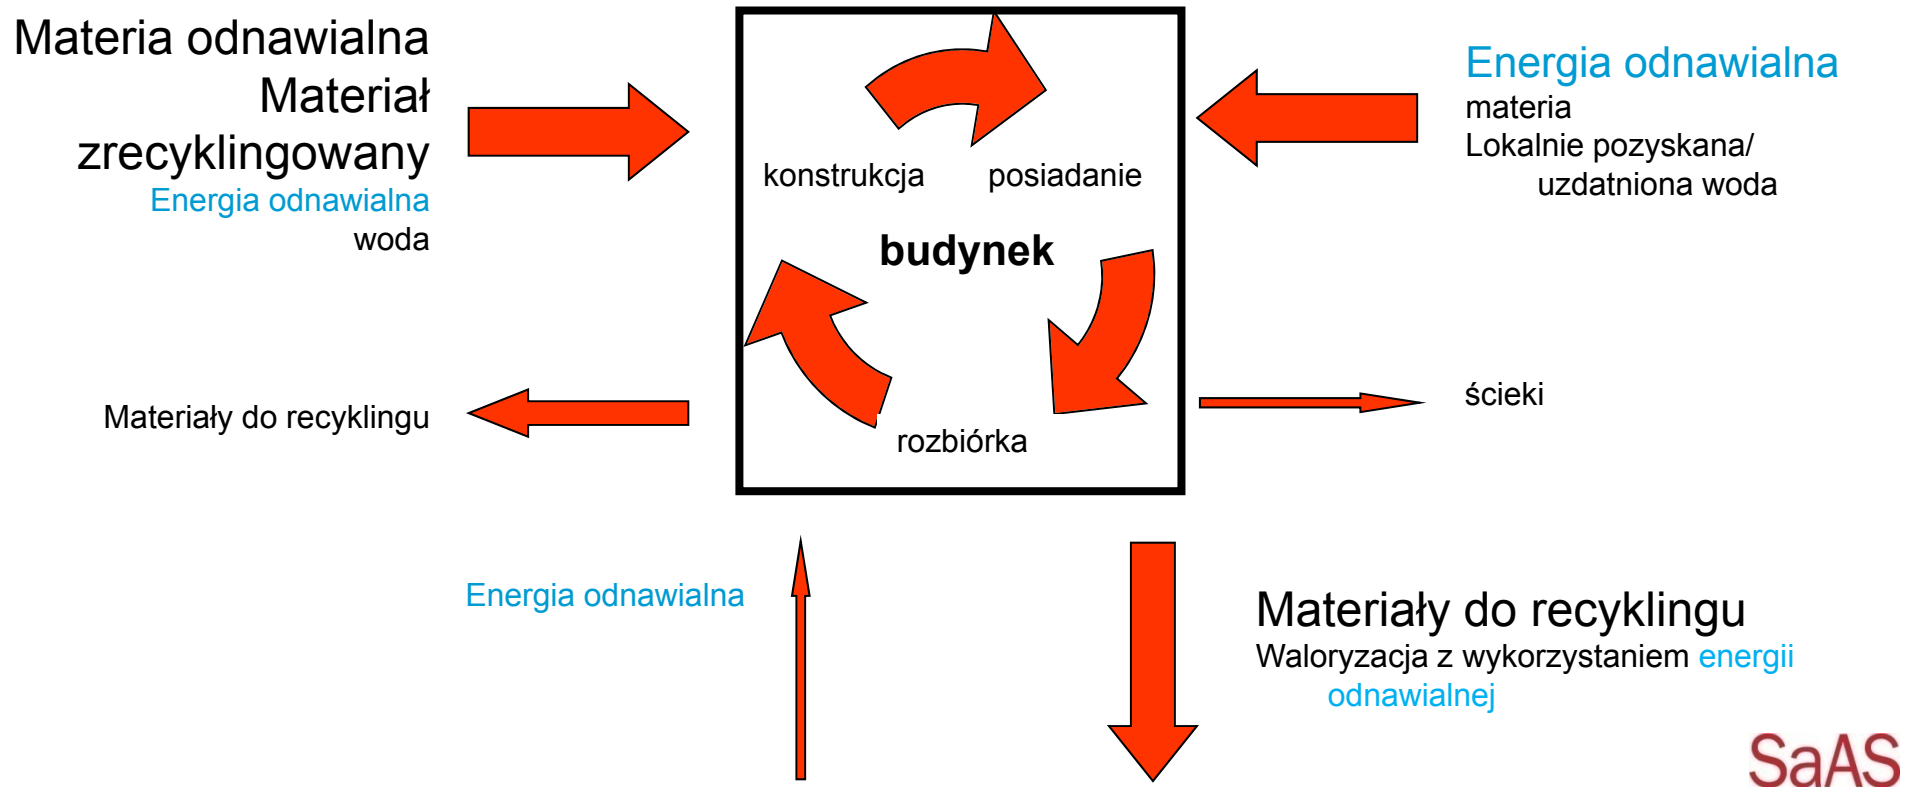 Materia odnawialna
Materiał
zrecyklingowany
Energia odnawialna
woda
konstrukcja
posiadanie
budynek
rozbiórka
Energia odnawialna
materia
Lokalnie pozyskana/
uzdatniona woda
Materiały do recyklingu
ścieki
Energia odnawialna
Materiały do recyklingu
Waloryzacja z wykorzystaniem energii
odnawialnej
SaAS